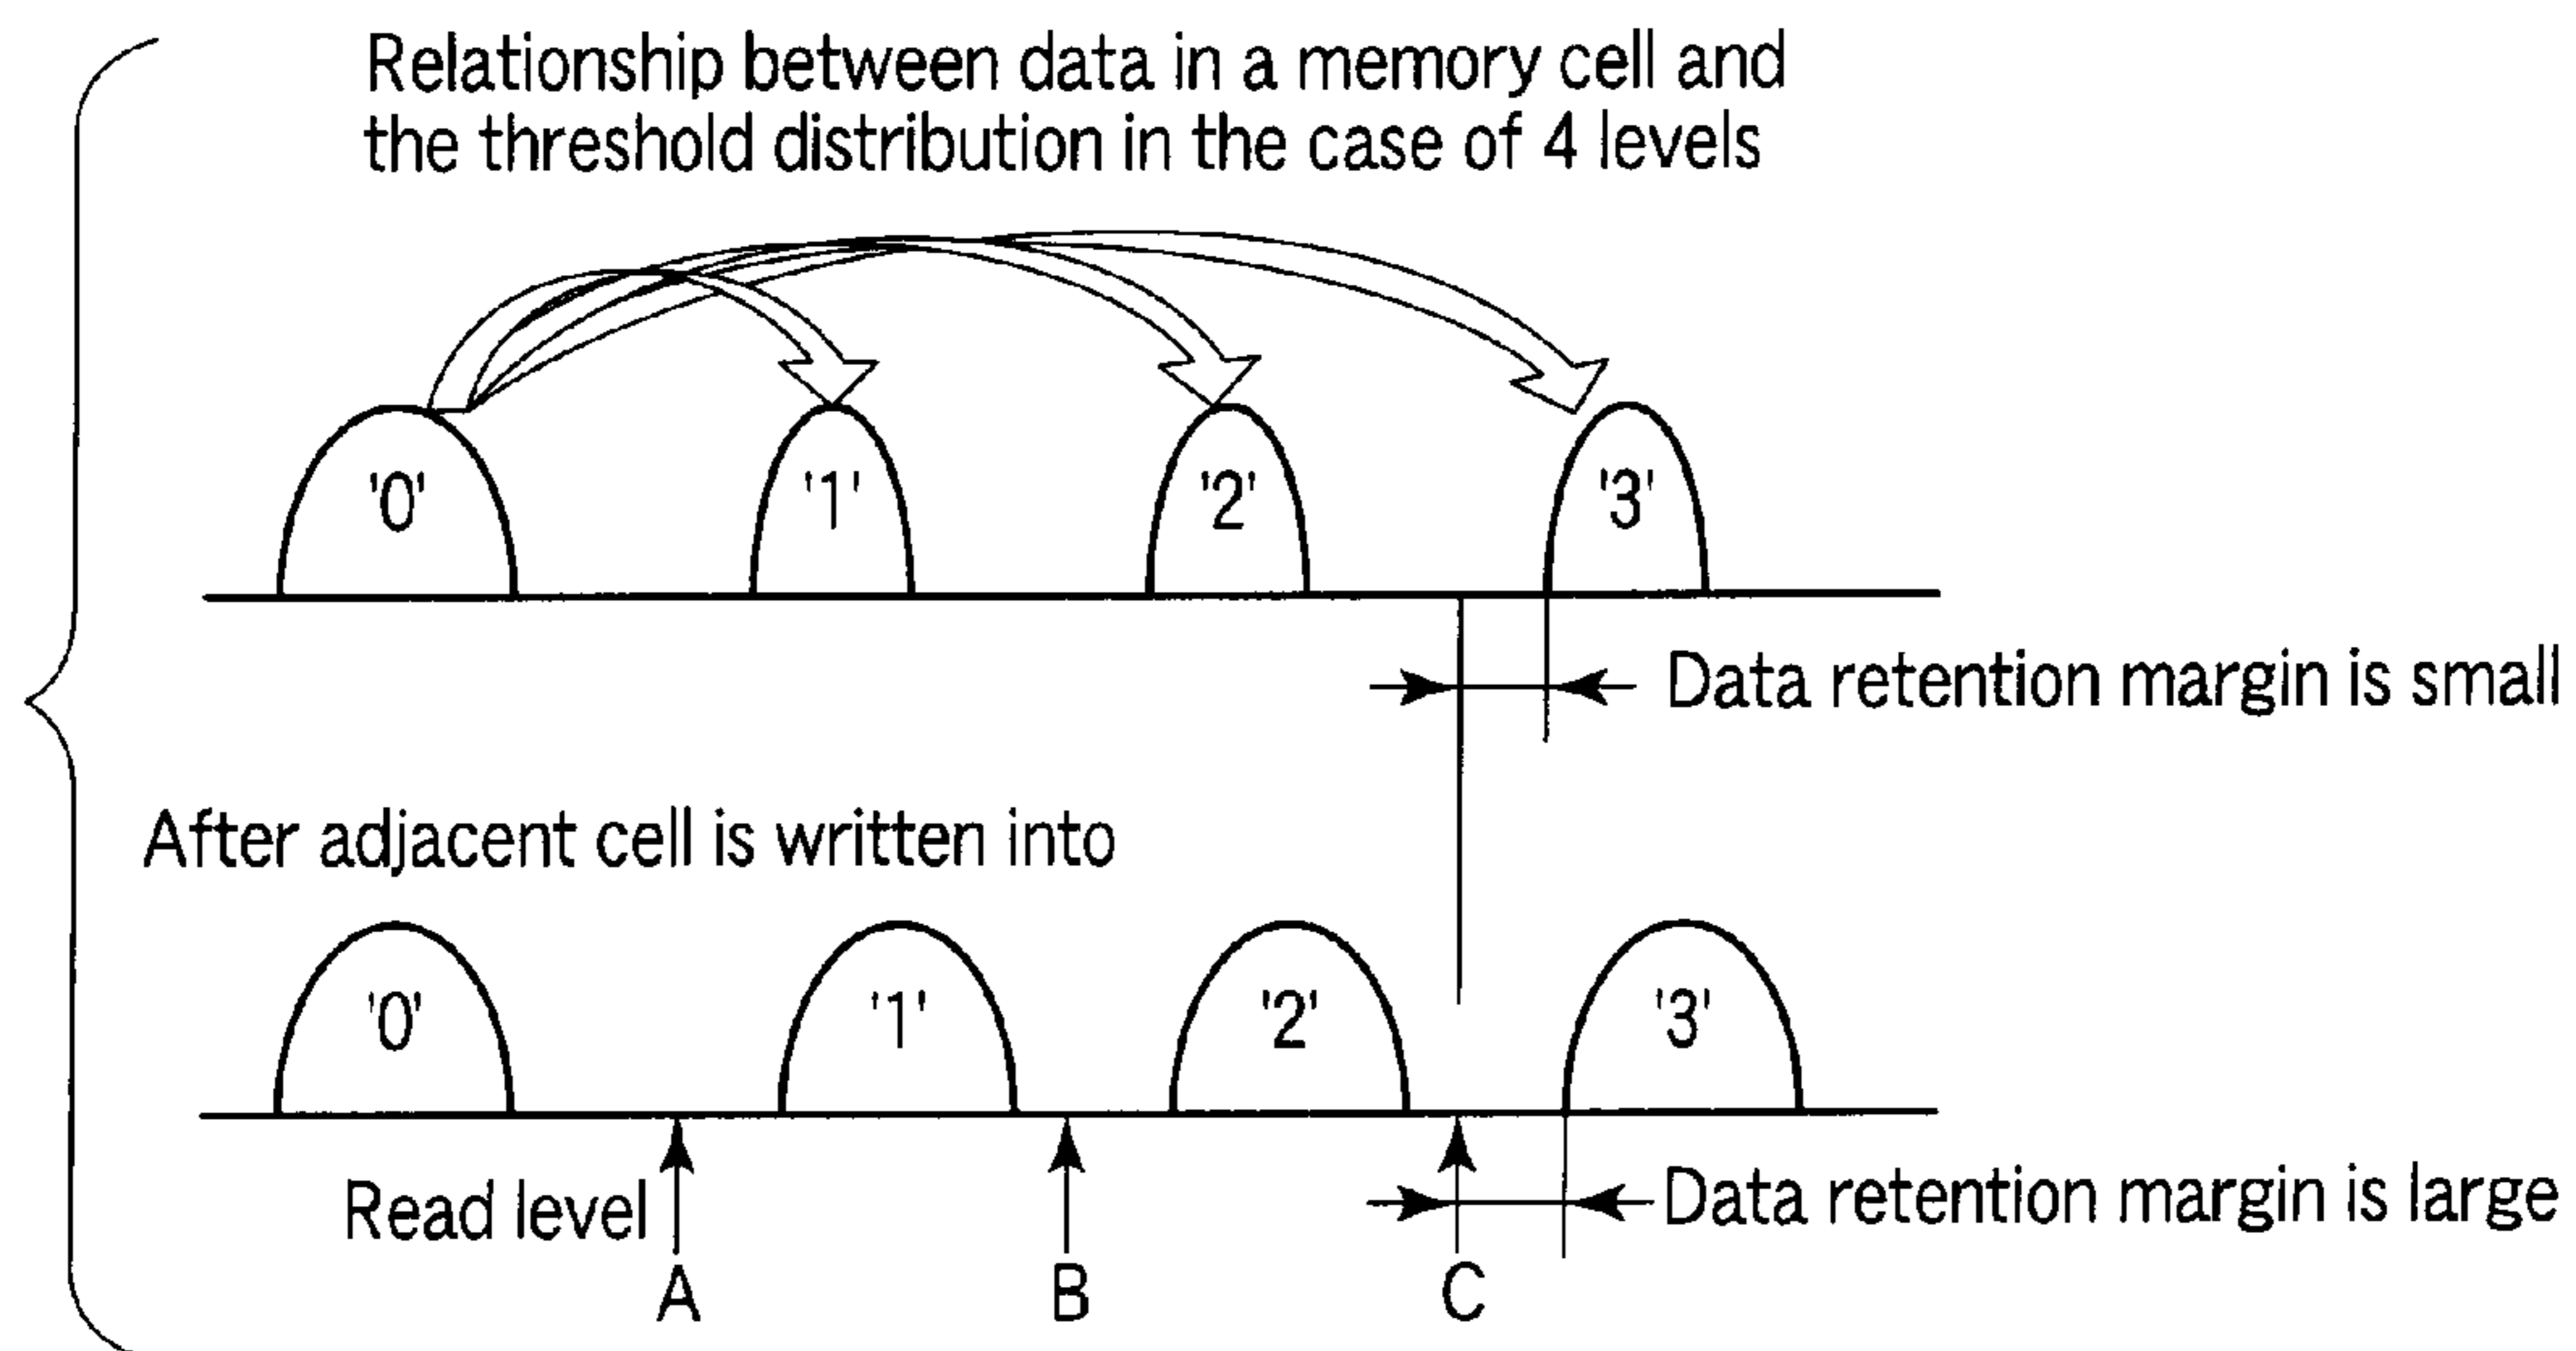 Relationship between data in a memory cell and
the threshold distribution in the case of 4 levels
'0' '1' '2' '3'
Data retention margin is small
After adjacent cell is written into
'0' '1' '2' '3'
Read level
Data retention margin is large
A B C